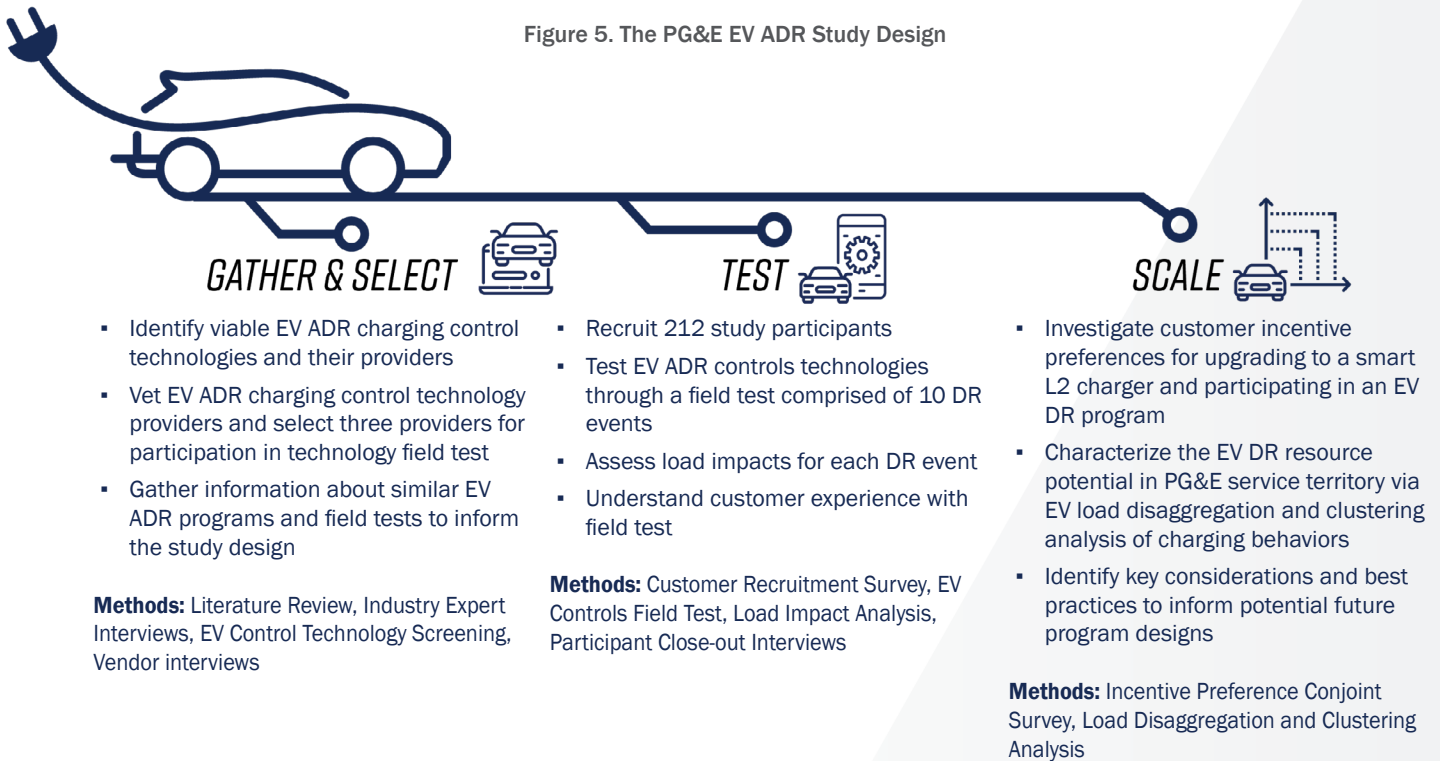 Figure 5. The PG&E EV ADR Study Design
GATHER & SELECT
▪ Identify viable EV ADR charging control
technologies and their providers
▪ Vet EV ADR charging control technology
providers and select three providers for
participation in technology field test
▪ Gather information about similar EV
ADR programs and field tests to inform
the study design
Methods: Literature Review, Industry Expert
Interviews, EV Control Technology Screening,
Vendor interviews
TEST
▪ Recruit 212 study participants
▪ Test EV ADR controls technologies
through a field test comprised of 10 DR
events
▪ Assess load impacts for each DR event
▪ Understand customer experience with
field test
Methods: Customer Recruitment Survey, EV
Controls Field Test, Load Impact Analysis,
Participant Close-out Interviews
SCALE
▪ Investigate customer incentive
preferences for upgrading to a smart
L2 charger and participating in an EV
DR program
▪ Characterize the EV DR resource
potential in PG&E service territory via
EV load disaggregation and clustering
analysis of charging behaviors
▪ Identify key considerations and best
practices to inform potential future
program designs
Methods: Incentive Preference Conjoint
Survey, Load Disaggregation and Clustering
Analysis